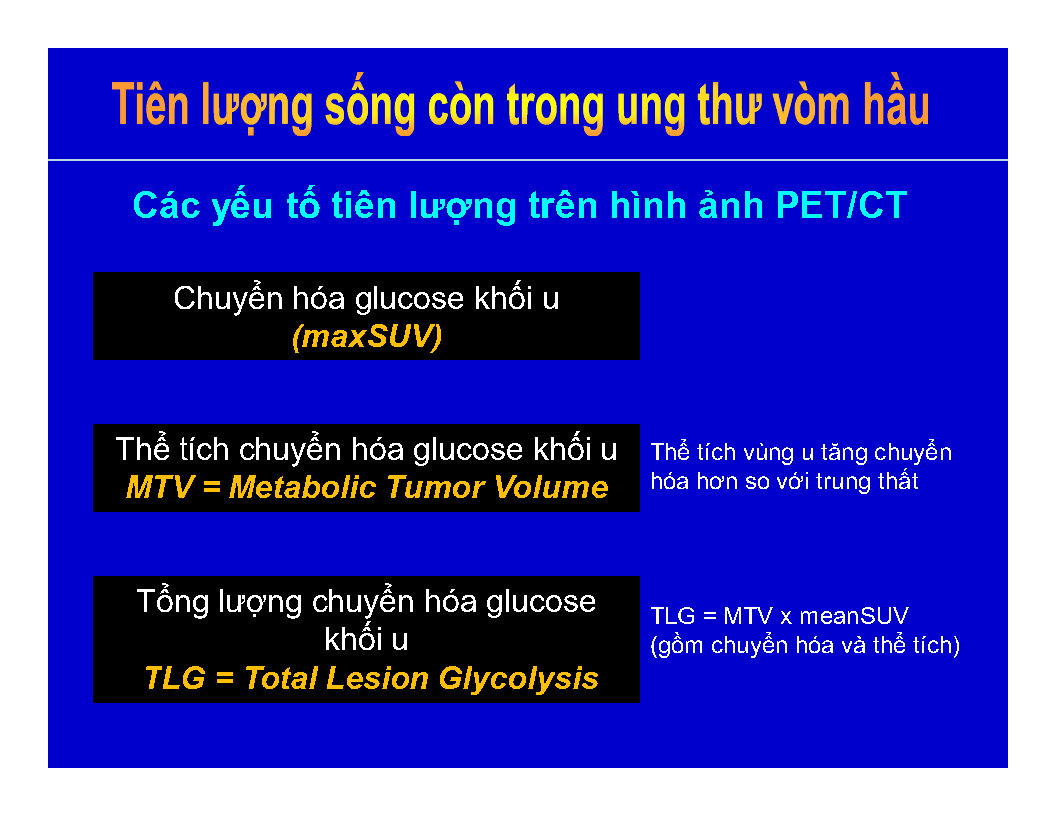 Tiên lượng sống còn trong ung thư vòm hầu
Các yếu tố tiên lượng trên hình ảnh PET/CT
Chuyển hóa glucose khối u
(maxSUV)
Thể tích chuyển hóa glucose khối u
MTV = Metabolic Tumor Volume
Thể tích vùng u tăng chuyển
hóa hơn so với trung thất
Tổng lượng chuyển hóa glucose
khối u
TLG = Total Lesion Glycolysis
TLG = MTV x meanSUV
(gồm chuyển hóa và thể tích)